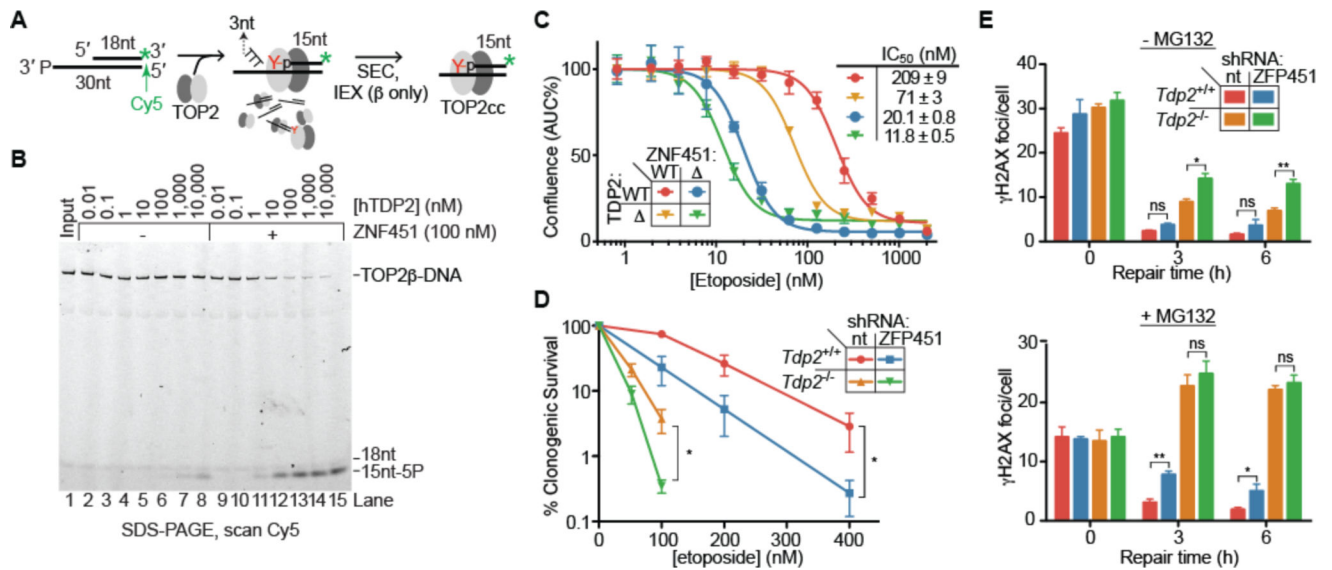 A
5′ 18nt 3′
3′ P 5′
30nt
Cy5
TOP2
3nt
15nt
Y-p
Y
SEC,
IEX (β only)
15nt
Y-p
TOP2cc
B
Input
0.01
0.1
1
10
100
1,000
10,000
0.01
0.1
1
10
100
1,000
10,000
[hTDP2] (nM)
- + ZNF451 (100 nM)
-TOP2β-DNA
-18nt
-15nt-5P
1 2 3 4 5 6 7 8 9 10 11 12 13 14 15 Lane
SDS-PAGE, scan Cy5
C
Confluence (AUC%)
100
50
0
1 10 100 1000
[Etoposide] (nM)
IC50 (nM)
209 ± 9
71 ± 3
20.1 ± 0.8
11.8 ± 0.5
ZNF451:
WT Δ
TDP2:
WT
Δ
D
% Clonogenic Survival
100
10
1
0.1
0 100 200 300 400
[etoposide] (nM)
shRNA:
nt ZFP451
Tdp2+/+
Tdp2-/-
*
*
E
- MG132
γH2AX foci/cell
40
30
20
10
0
0 3 6
Repair time (h)
shRNA:
nt ZFP451
Tdp2+/+
Tdp2-/-
ns * ns **
+ MG132
γH2AX foci/cell
40
30
20
10
0
0 3 6
Repair time (h)
** ns * ns